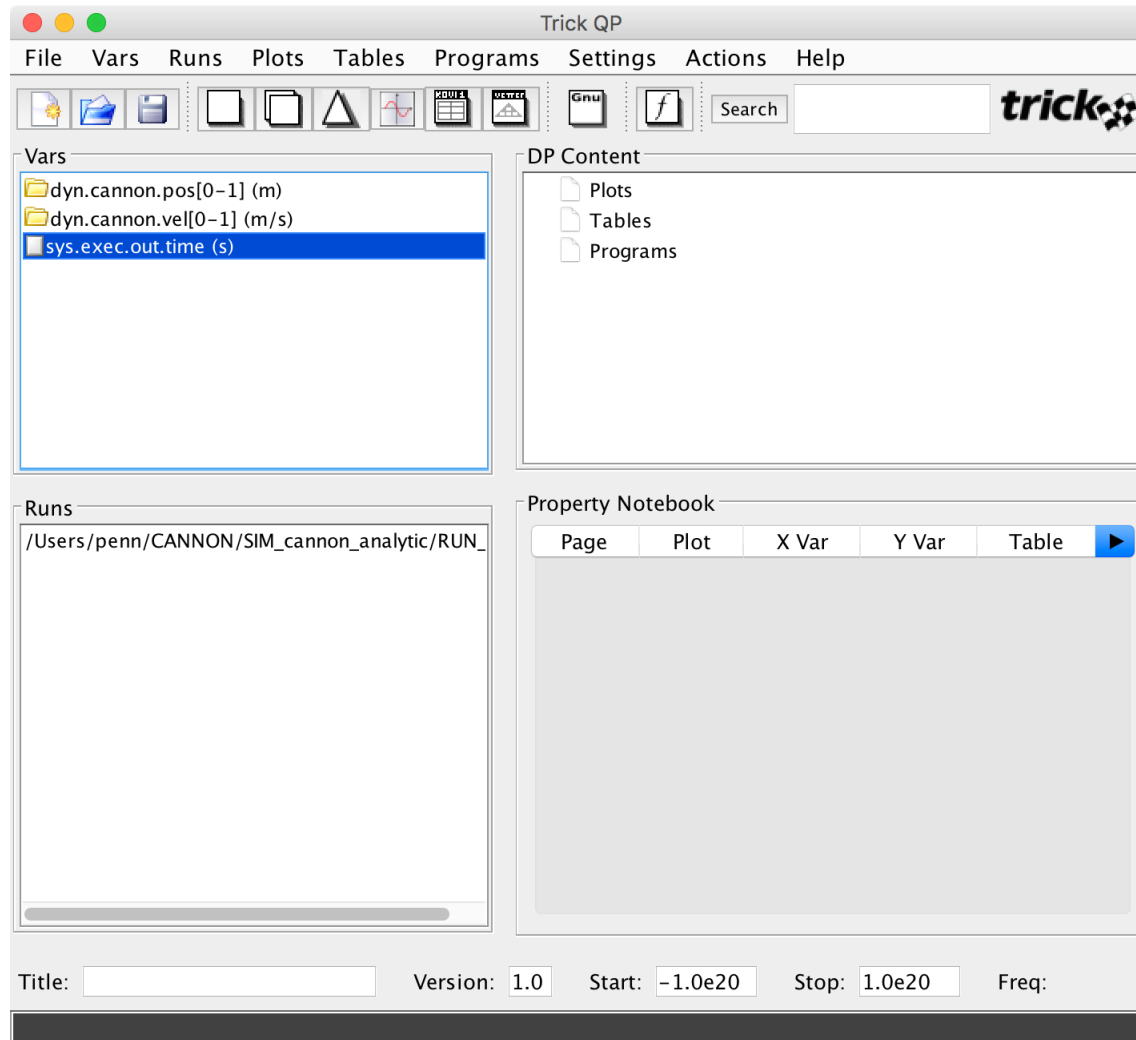 Trick QP
File Vars Runs Plots Tables Programs Settings Actions Help
Gnu f Search trick
Vars
dyn.cannon.pos[0-1] (m)
dyn.cannon.vel[0-1] (m/s)
sys.exec.out.time (s)
DP Content
Plots
Tables
Programs
Runs
/Users/penn/CANNON/SIM_cannon_analytic/RUN_
Property Notebook
Page Plot X Var Y Var Table
Title: Version: 1.0 Start: -1.0e20 Stop: 1.0e20 Freq: